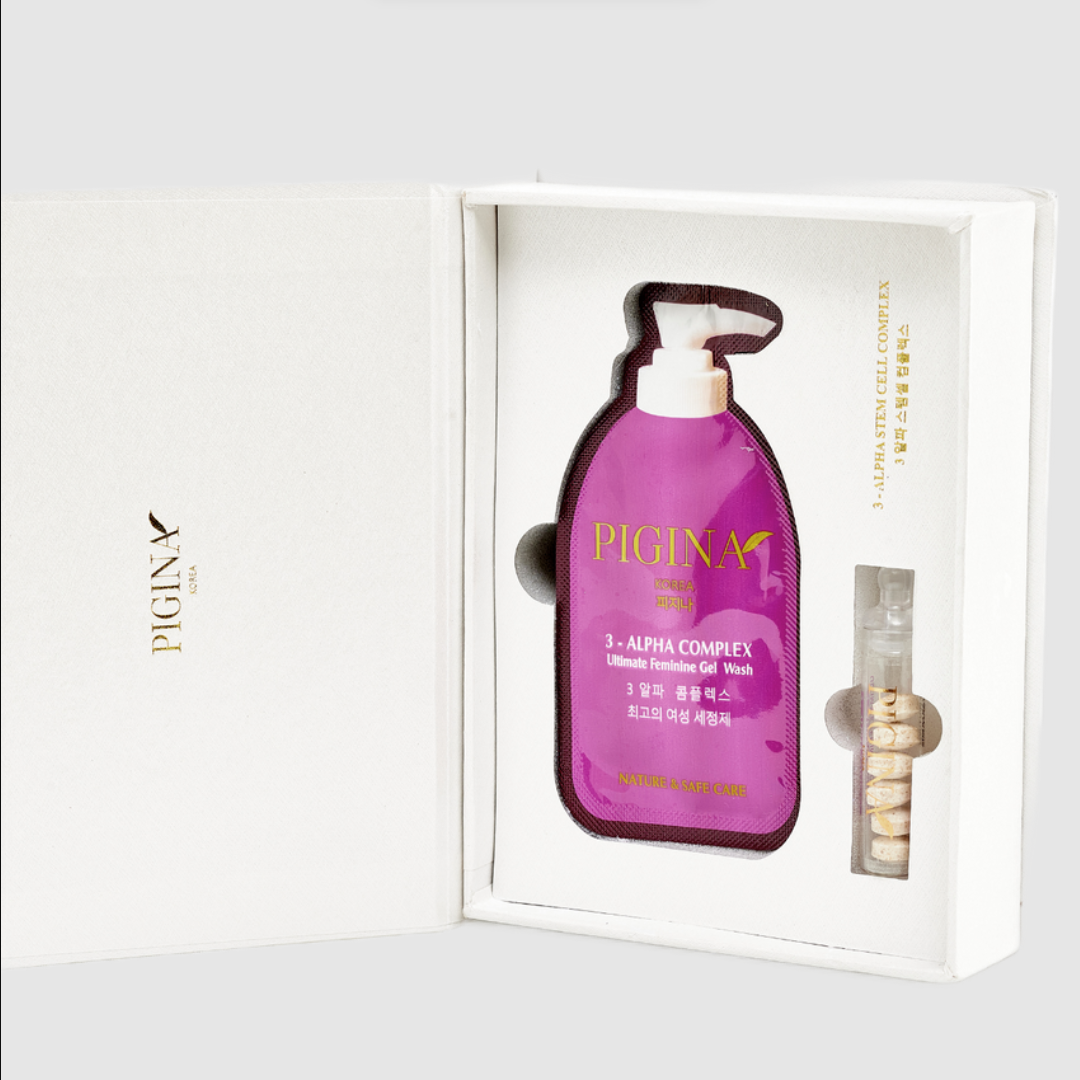 PIGINA
KOREA
PIGINA
KOREA
피지나
3 - ALPHA COMPLEX
Ultimate Feminine Gel Wash
3 알파 콤플렉스
최고의 여성 세정제
NATURE & SAFE CARE
3 - ALPHA STEM CELL COMPLEX
3 알파 스템셀 컴플렉스
PIGINA